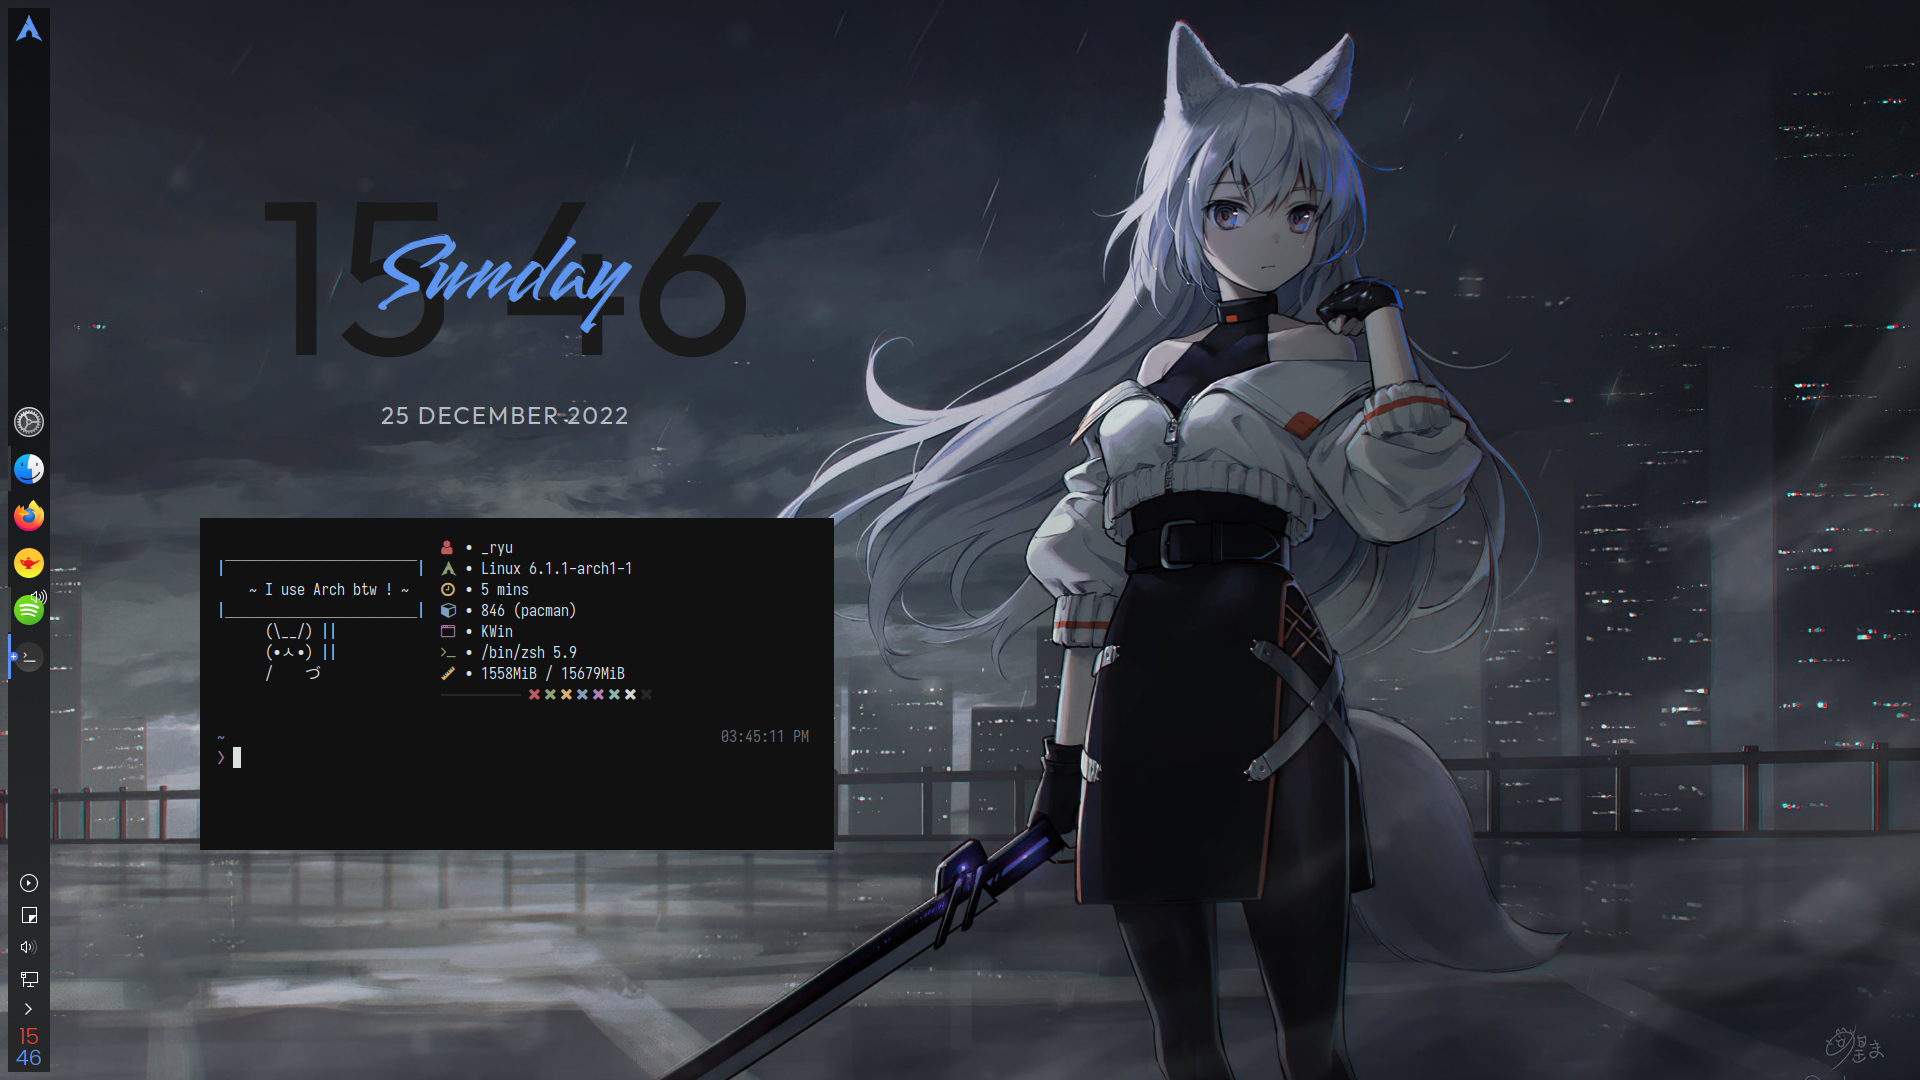 15 46
Sunday
25 DECEMBER 2022
~ I use Arch btw ! ~
(\__/) ||
(•ㅅ•) ||
/    づ
• _ryu
• Linux 6.1.1-arch1-1
• 5 mins
• 846 (pacman)
• KWin
• /bin/zsh 5.9
• 1558MiB / 15679MiB
~
03:45:11 PM
❯
15
46